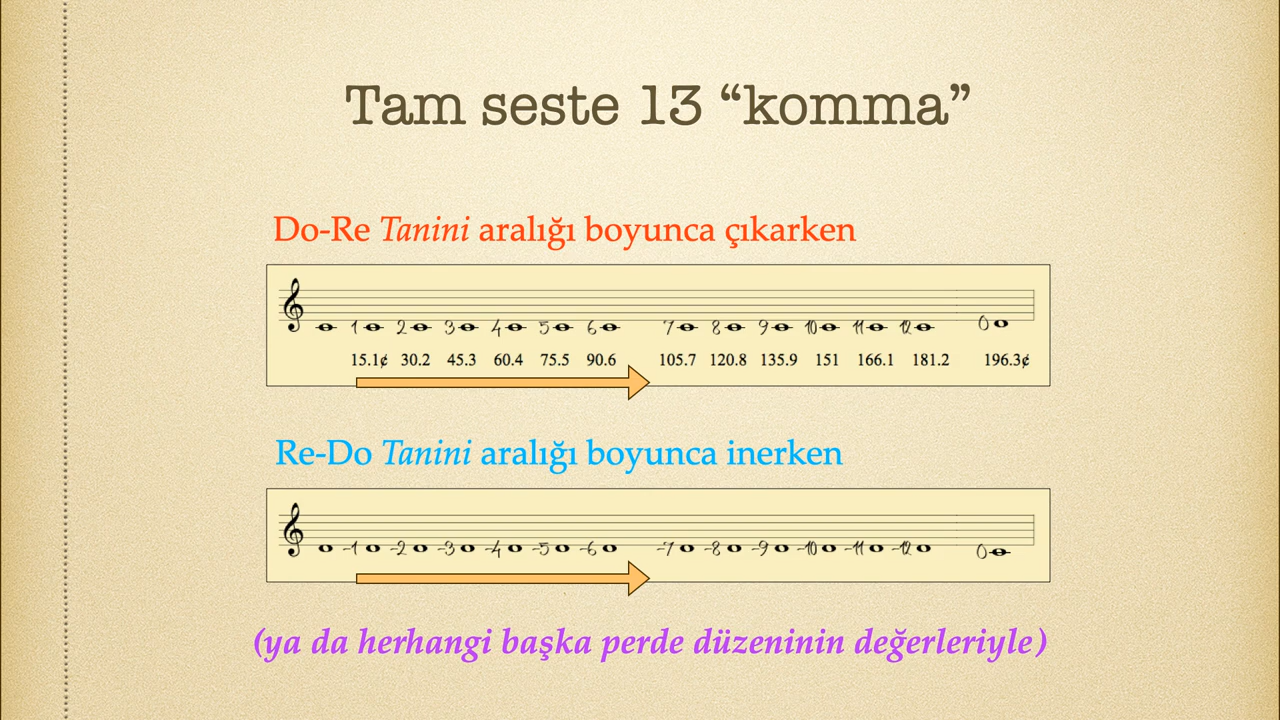 Tam seste 13 “komma”
Do-Re Tanini aralığı boyunca çıkarken
1 2 3 4 5 6 7 8 9 10 11 12 0
15.1¢ 30.2 45.3 60.4 75.5 90.6 105.7 120.8 135.9 151 166.1 181.2 196.3¢
Re-Do Tanini aralığı boyunca inerken
-1 -2 -3 -4 -5 -6 -7 -8 -9 -10 -11 -12 0
(ya da herhangi başka perde düzeninin değerleriyle)